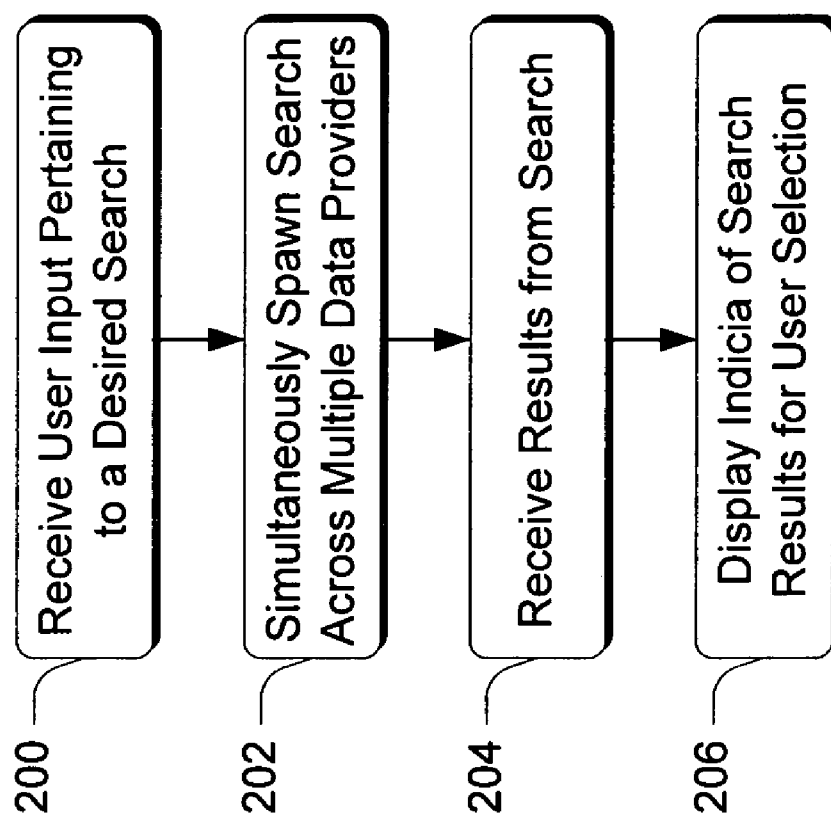 200
Receive User Input Pertaining
to a Desired Search
202
Simultaneously Spawn Search
Across Multiple Data Providers
204
Receive Results from Search
206
Display Indicia of Search
Results for User Selection